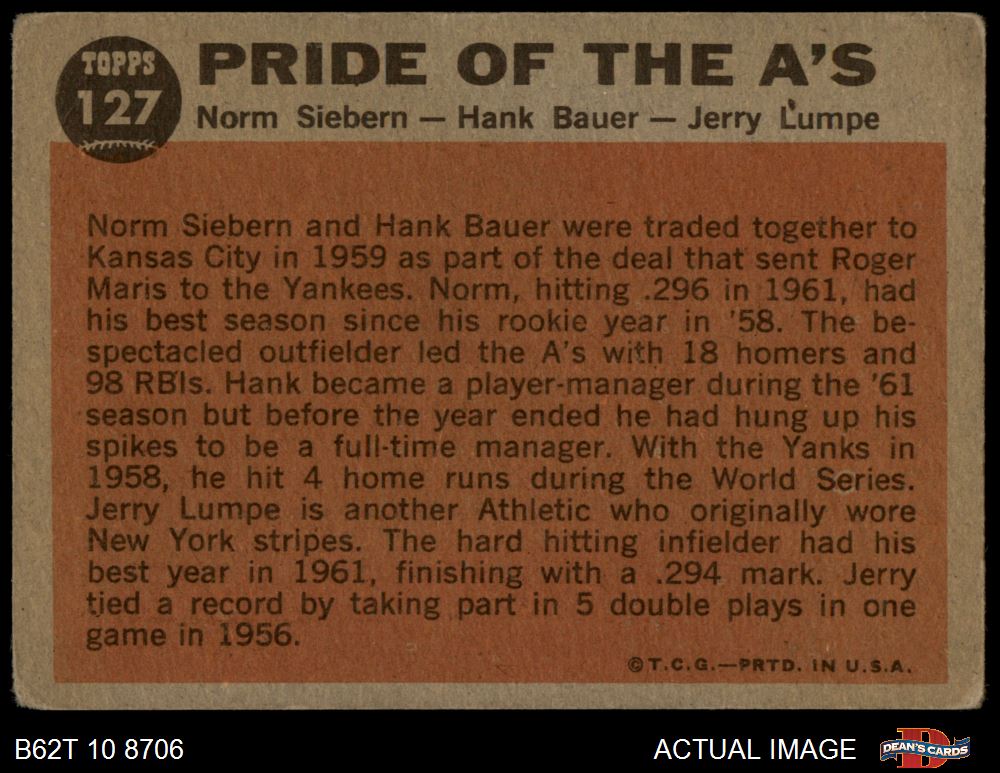 TOPPS
127
PRIDE OF THE A'S
Norm Siebern — Hank Bauer — Jerry Lumpe
Norm Siebern and Hank Bauer were traded together to
Kansas City in 1959 as part of the deal that sent Roger
Maris to the Yankees. Norm, hitting .296 in 1961, had
his best season since his rookie year in '58. The be-
spectacled outfielder led the A's with 18 homers and
98 RBIs. Hank became a player-manager during the '61
season but before the year ended he had hung up his
spikes to be a full-time manager. With the Yanks in
1958, he hit 4 home runs during the World Series.
Jerry Lumpe is another Athletic who originally wore
New York stripes. The hard hitting infielder had his
best year in 1961, finishing with a .294 mark. Jerry
tied a record by taking part in 5 double plays in one
game in 1956.
©T.C.G.—PRTD. IN U.S.A.
B62T 10 8706
ACTUAL IMAGE
DEAN'S CARDS